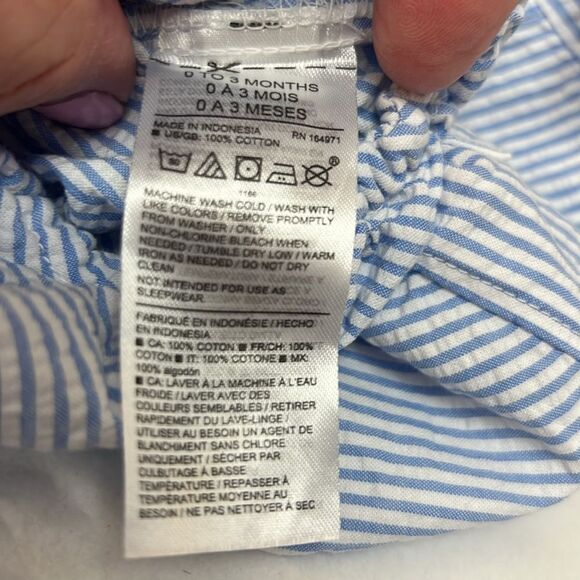 0 TO 3 MONTHS
0 À 3 MOIS
0 A 3 MESES
MADE IN INDONESIA RN 164971
■ US/GB: 100% COTTON
1166
MACHINE WASH COLD / WASH WITH
LIKE COLORS / REMOVE PROMPTLY
FROM WASHER / ONLY
NON-CHLORINE BLEACH WHEN
NEEDED / TUMBLE DRY LOW / WARM
IRON AS NEEDED / DO NOT DRY
CLEAN
NOT INTENDED FOR USE AS
SLEEPWEAR
FABRIQUÉ EN INDONÉSIE / HECHO
EN INDONESIA
■ CA: 100% COTON ■ FR/CH: 100%
COTON ■ IT: 100% COTONE ■ MX:
100% algodón
■ CA: LAVER À LA MACHINE À L'EAU
FROIDE / LAVER AVEC DES
COULEURS SEMBLABLES / RETIRER
RAPIDEMENT DU LAVE-LINGE /
UTILISER AU BESOIN UN AGENT DE
BLANCHIMENT SANS CHLORE
UNIQUEMENT / SÉCHER PAR
CULBUTAGE À BASSE
TEMPÉRATURE / REPASSER À
TEMPÉRATURE MOYENNE AU
BESOIN / NE PAS NETTOYER À SEC